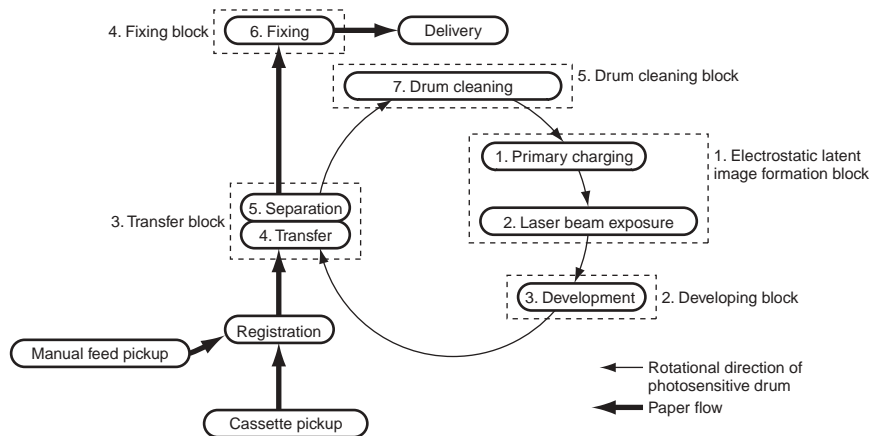 4. Fixing block
6. Fixing
Delivery
5. Drum cleaning block
7. Drum cleaning
1. Primary charging
1. Electrostatic latent
image formation block
3. Transfer block
5. Separation
4. Transfer
2. Laser beam exposure
3. Development
2. Developing block
Registration
Manual feed pickup
Cassette pickup
Rotational direction of
photosensitive drum
Paper flow